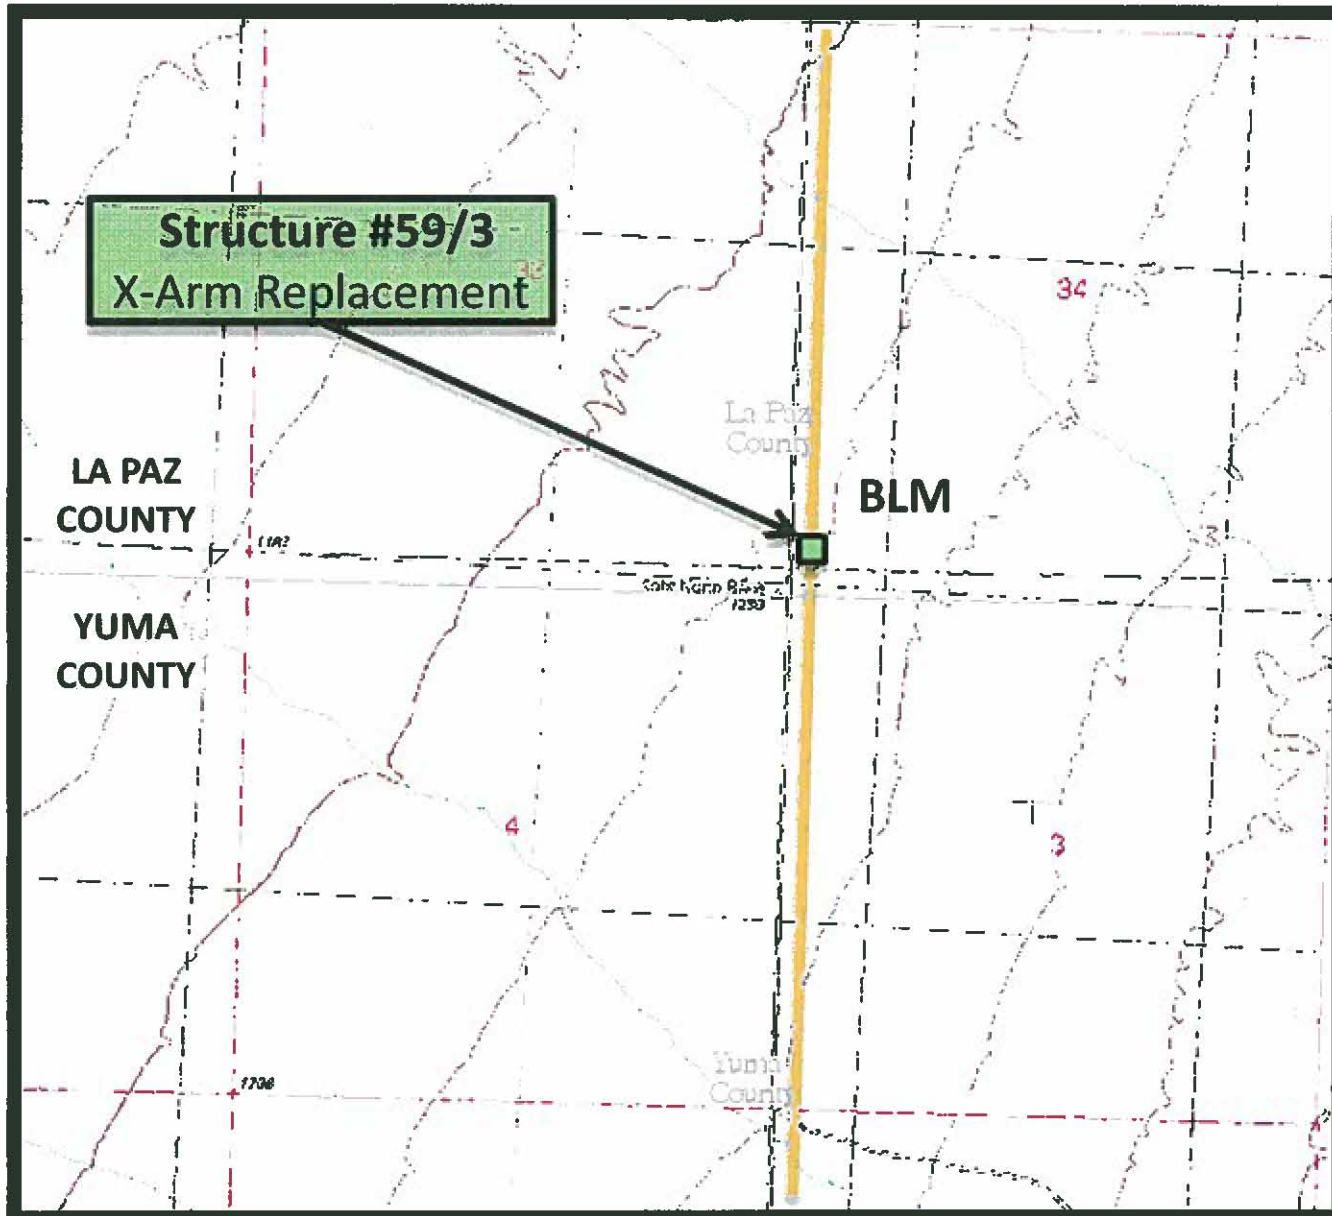 Structure #59/3
X-Arm Replacement
33
34
La Paz
County
BLM
LA PAZ
COUNTY
YUMA
COUNTY
4
3
Yuma
County